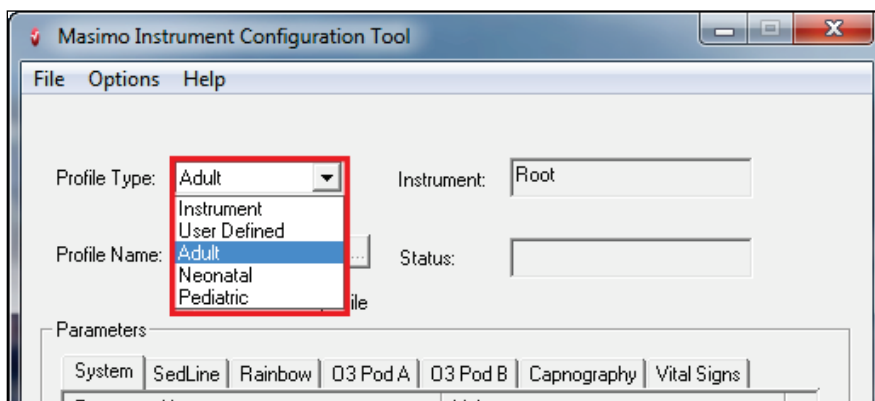 Masimo Instrument Configuration Tool
File Options Help
Profile Type: Adult Instrument: Root
Instrument
User Defined
Profile Name: Adult ... Status:
Neonatal
Pediatric
Parameters
System SedLine Rainbow O3 Pod A O3 Pod B Capnography Vital Signs